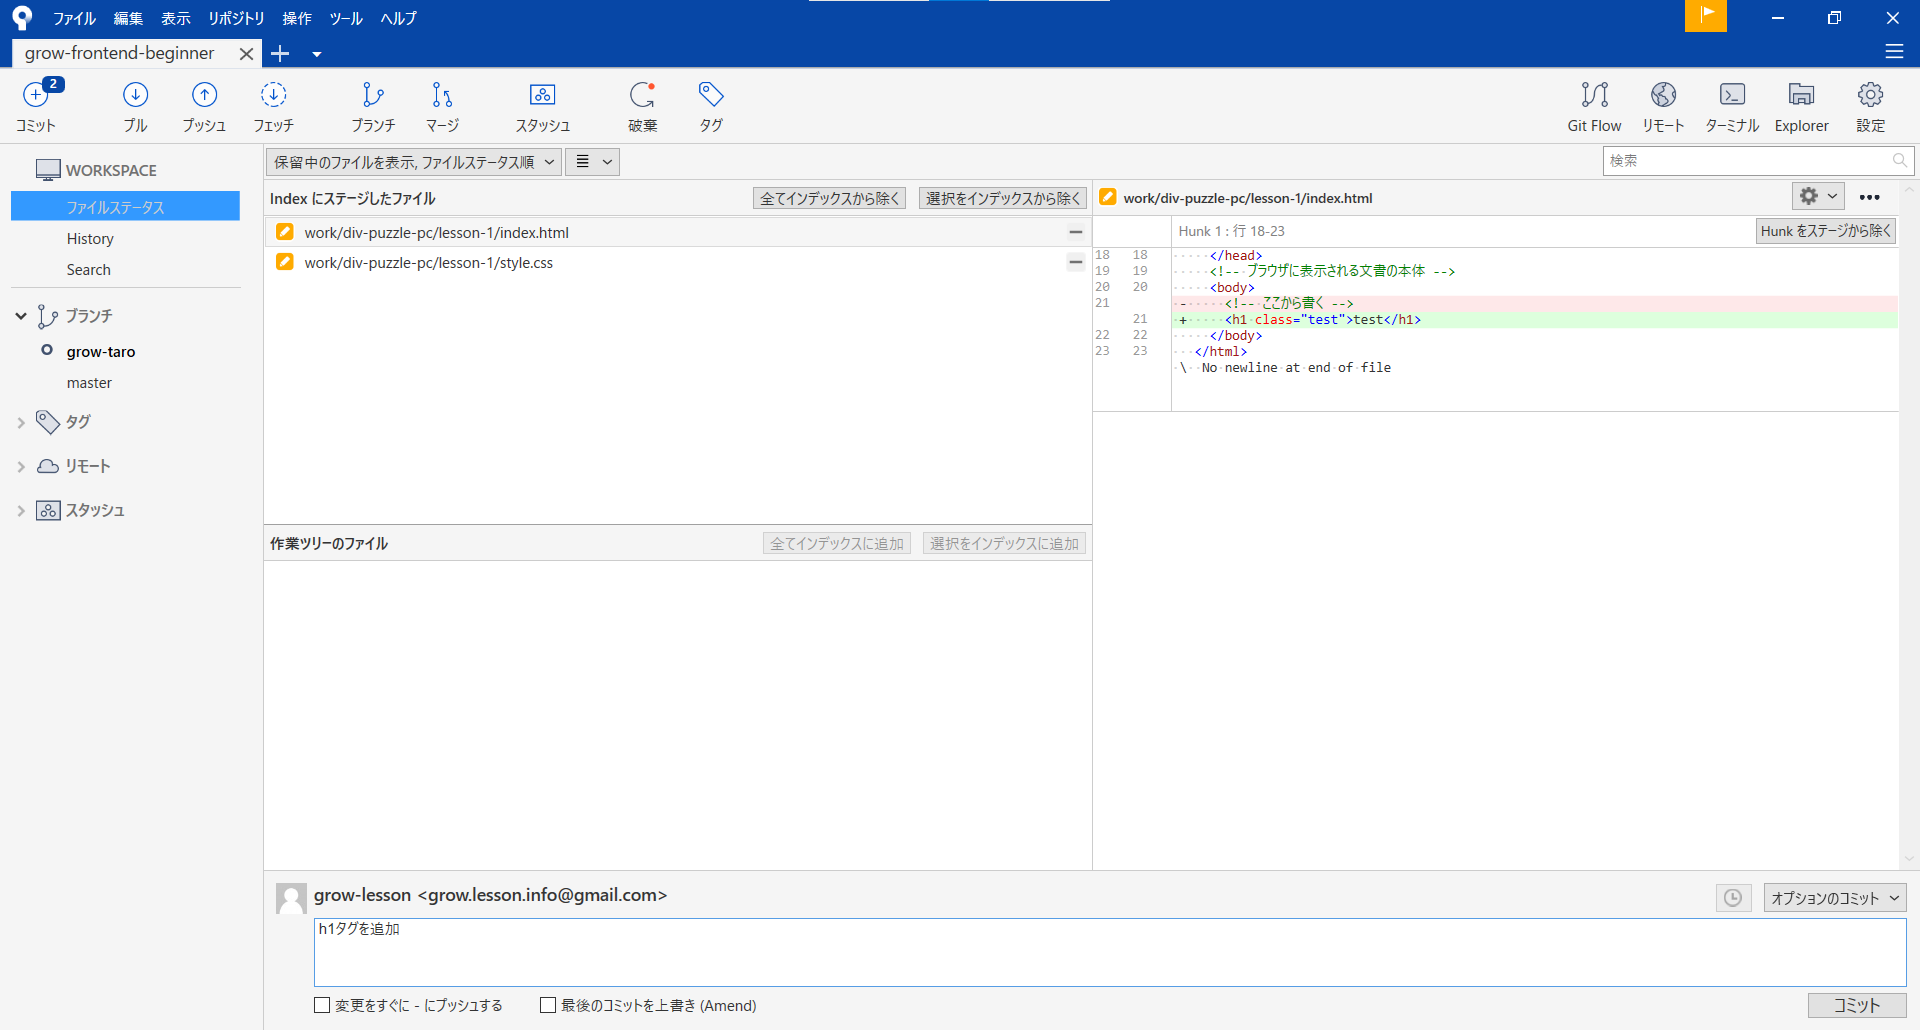 ファイル 編集 表示 リポジトリ 操作 ツール ヘルプ
grow-frontend-beginner
2
コミット プル プッシュ フェッチ ブランチ マージ スタッシュ 破棄 タグ Git Flow リモート ターミナル Explorer 設定
WORKSPACE
ファイルステータス
History
Search
ブランチ
grow-taro
master
タグ
リモート
スタッシュ
保留中のファイルを表示, ファイルステータス順
検索
Index にステージしたファイル 全てインデックスから除く 選択をインデックスから除く
work/div-puzzle-pc/lesson-1/index.html
work/div-puzzle-pc/lesson-1/style.css
作業ツリーのファイル 全てインデックスに追加 選択をインデックスに追加
work/div-puzzle-pc/lesson-1/index.html
Hunk 1 : 行 18-23 Hunk をステージから除く
18 18 </head>
19 19 <!-- ブラウザに表示される文書の本体 -->
20 20 <body>
21 - <!-- ここから書く -->
21 + <h1 class="test">test</h1>
22 22 </body>
23 23 </html>
\ No newline at end of file
grow-lesson <grow.lesson.info@gmail.com>
オプションのコミット
h1タグを追加
変更をすぐに - にプッシュする 最後のコミットを上書き (Amend)
コミット